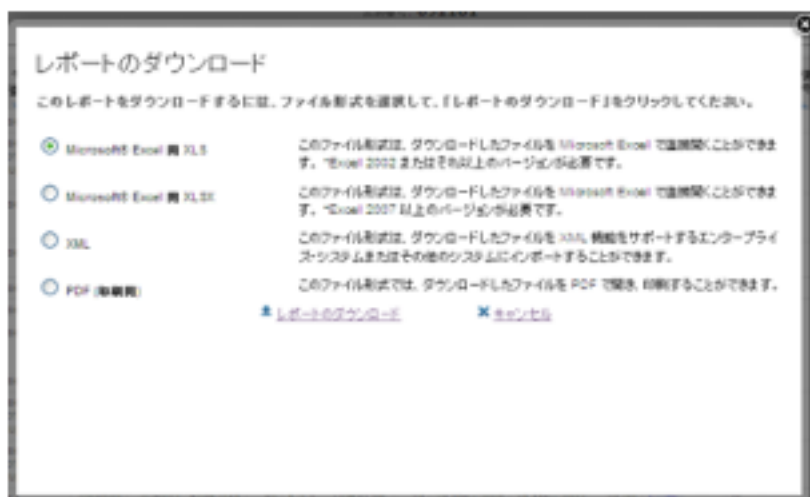 レポートのダウンロード
このレポートをダウンロードするには、ファイル形式を選択して、「レポートのダウンロード」をクリックしてください。
Microsoft® Excel 用 XLS
このファイル形式は、ダウンロードしたファイルを Microsoft Excel で直接開くことができま
す。 *Excel 2002 またはそれ以上のバージョンが必要です。
Microsoft® Excel 用 XLSX
このファイル形式は、ダウンロードしたファイルを Microsoft Excel で直接開くことができま
す。 *Excel 2007 以上のバージョンが必要です。
XML
このファイル形式は、ダウンロードしたファイルを XML 機能をサポートするエンタープライ
ズ・システムまたはその他のシステムにインポートすることができます。
PDF (印刷用)
このファイル形式では、ダウンロードしたファイルを PDF で開き、印刷することができます。
レポートのダウンロード
キャンセル